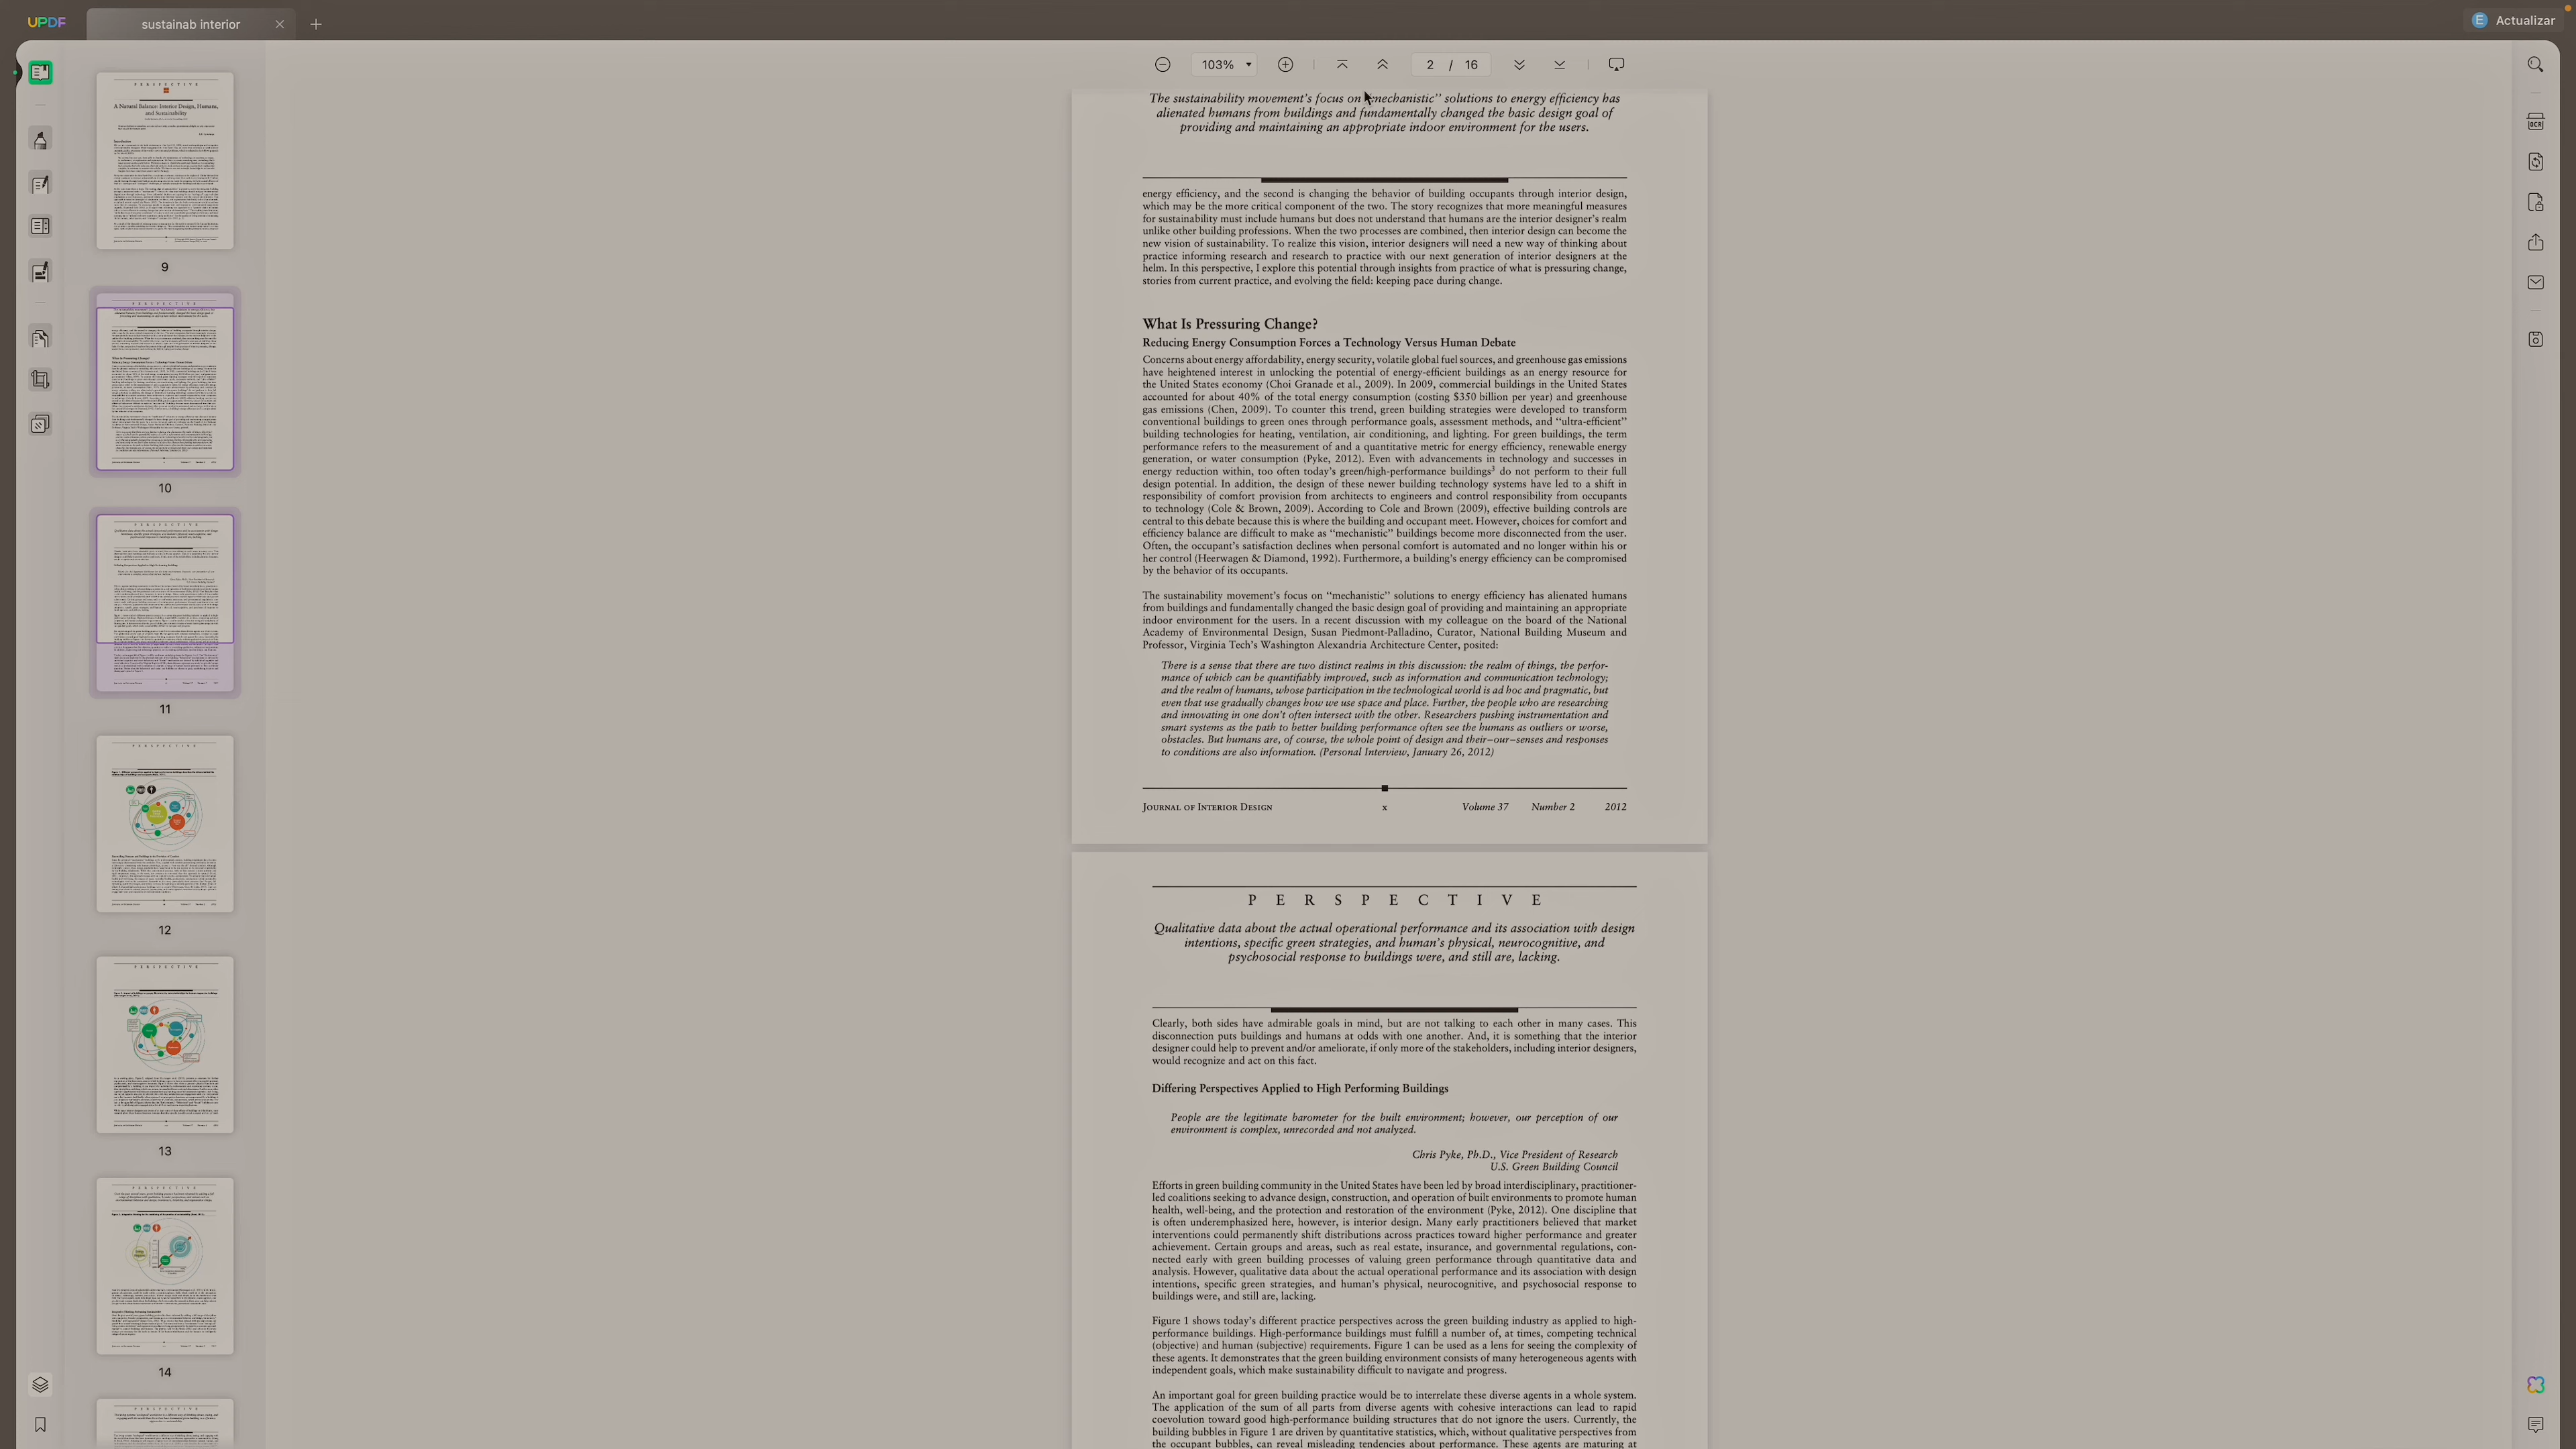 UPDF
sustainab interior
E Actualizar
103%
2 / 16
OCR
PERSPECTIVE
A Natural Balance: Interior Design, Humans,
and Sustainability
9
10
11
12
13
14
The sustainability movement's focus on "mechanistic" solutions to energy efficiency has
alienated humans from buildings and fundamentally changed the basic design goal of
providing and maintaining an appropriate indoor environment for the users.
energy efficiency, and the second is changing the behavior of building occupants through interior design,
which may be the more critical component of the two. The story recognizes that more meaningful measures
for sustainability must include humans but does not understand that humans are the interior designer's realm
unlike other building professions. When the two processes are combined, then interior design can become the
new vision of sustainability. To realize this vision, interior designers will need a new way of thinking about
practice informing research and research to practice with our next generation of interior designers at the
helm. In this perspective, I explore this potential through insights from practice of what is pressuring change,
stories from current practice, and evolving the field: keeping pace during change.
What Is Pressuring Change?
Reducing Energy Consumption Forces a Technology Versus Human Debate
Concerns about energy affordability, energy security, volatile global fuel sources, and greenhouse gas emissions
have heightened interest in unlocking the potential of energy-efficient buildings as an energy resource for
the United States economy (Choi Granade et al., 2009). In 2009, commercial buildings in the United States
accounted for about 40% of the total energy consumption (costing $350 billion per year) and greenhouse
gas emissions (Chen, 2009). To counter this trend, green building strategies were developed to transform
conventional buildings to green ones through performance goals, assessment methods, and "ultra-efficient"
building technologies for heating, ventilation, air conditioning, and lighting. For green buildings, the term
performance refers to the measurement of and a quantitative metric for energy efficiency, renewable energy
generation, or water consumption (Pyke, 2012). Even with advancements in technology and successes in
energy reduction within, too often today's green/high-performance buildings³ do not perform to their full
design potential. In addition, the design of these newer building technology systems have led to a shift in
responsibility of comfort provision from architects to engineers and control responsibility from occupants
to technology (Cole & Brown, 2009). According to Cole and Brown (2009), effective building controls are
central to this debate because this is where the building and occupant meet. However, choices for comfort and
efficiency balance are difficult to make as "mechanistic" buildings become more disconnected from the user.
Often, the occupant's satisfaction declines when personal comfort is automated and no longer within his or
her control (Heerwagen & Diamond, 1992). Furthermore, a building's energy efficiency can be compromised
by the behavior of its occupants.
The sustainability movement's focus on "mechanistic" solutions to energy efficiency has alienated humans
from buildings and fundamentally changed the basic design goal of providing and maintaining an appropriate
indoor environment for the users. In a recent discussion with my colleague on the board of the National
Academy of Environmental Design, Susan Piedmont-Palladino, Curator, National Building Museum and
Professor, Virginia Tech's Washington Alexandria Architecture Center, posited:
There is a sense that there are two distinct realms in this discussion: the realm of things, the perfor-
mance of which can be quantifiably improved, such as information and communication technology;
and the realm of humans, whose participation in the technological world is ad hoc and pragmatic, but
even that use gradually changes how we use space and place. Further, the people who are researching
and innovating in one don't often intersect with the other. Researchers pushing instrumentation and
smart systems as the path to better building performance often see the humans as outliers or worse,
obstacles. But humans are, of course, the whole point of design and their–our–senses and responses
to conditions are also information. (Personal Interview, January 26, 2012)
JOURNAL OF INTERIOR DESIGN x Volume 37 Number 2 2012
PERSPECTIVE
Qualitative data about the actual operational performance and its association with design
intentions, specific green strategies, and human's physical, neurocognitive, and
psychosocial response to buildings were, and still are, lacking.
Clearly, both sides have admirable goals in mind, but are not talking to each other in many cases. This
disconnection puts buildings and humans at odds with one another. And, it is something that the interior
designer could help to prevent and/or ameliorate, if only more of the stakeholders, including interior designers,
would recognize and act on this fact.
Differing Perspectives Applied to High Performing Buildings
People are the legitimate barometer for the built environment; however, our perception of our
environment is complex, unrecorded and not analyzed.
Chris Pyke, Ph.D., Vice President of Research
U.S. Green Building Council
Efforts in green building community in the United States have been led by broad interdisciplinary, practitioner-
led coalitions seeking to advance design, construction, and operation of built environments to promote human
health, well-being, and the protection and restoration of the environment (Pyke, 2012). One discipline that
is often underemphasized here, however, is interior design. Many early practitioners believed that market
interventions could permanently shift distributions across practices toward higher performance and greater
achievement. Certain groups and areas, such as real estate, insurance, and governmental regulations, con-
nected early with green building processes of valuing green performance through quantitative data and
analysis. However, qualitative data about the actual operational performance and its association with design
intentions, specific green strategies, and human's physical, neurocognitive, and psychosocial response to
buildings were, and still are, lacking.
Figure 1 shows today's different practice perspectives across the green building industry as applied to high-
performance buildings. High-performance buildings must fulfill a number of, at times, competing technical
(objective) and human (subjective) requirements. Figure 1 can be used as a lens for seeing the complexity of
these agents. It demonstrates that the green building environment consists of many heterogeneous agents with
independent goals, which make sustainability difficult to navigate and progress.
An important goal for green building practice would be to interrelate these diverse agents in a whole system.
The application of the sum of all parts from diverse agents with cohesive interactions can lead to rapid
coevolution toward good high-performance building structures that do not ignore the users. Currently, the
building bubbles in Figure 1 are driven by quantitative statistics, which, without qualitative perspectives from
the occupant bubbles, can reveal misleading tendencies about performance. These agents are maturing at